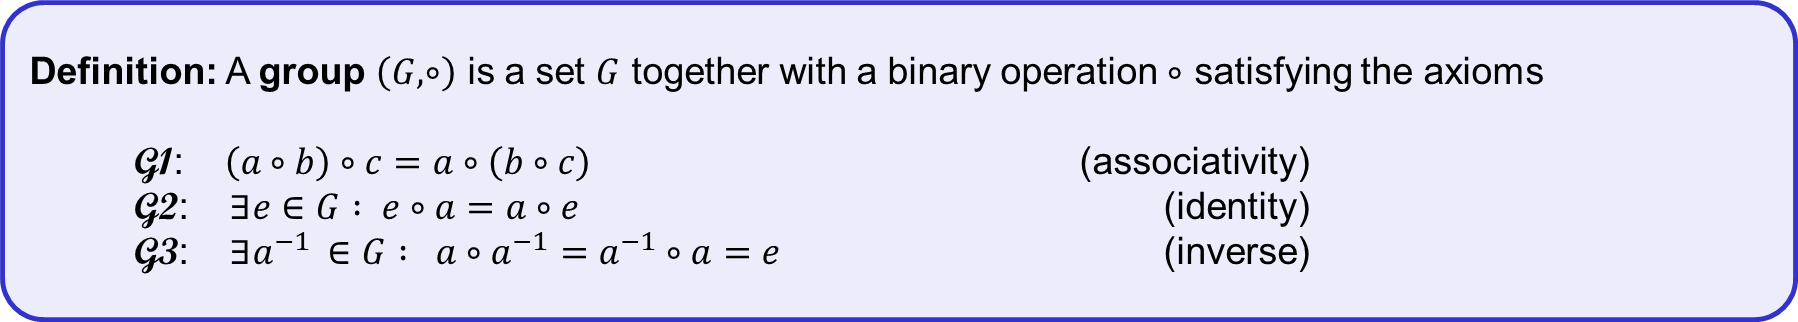 Definition: A group (G,∘) is a set G together with a binary operation ∘ satisfying the axioms
𝒢1: (a ∘ b) ∘ c = a ∘ (b ∘ c) (associativity)
𝒢2: ∃e ∈ G : e ∘ a = a ∘ e (identity)
𝒢3: ∃a⁻¹ ∈ G : a ∘ a⁻¹ = a⁻¹ ∘ a = e (inverse)